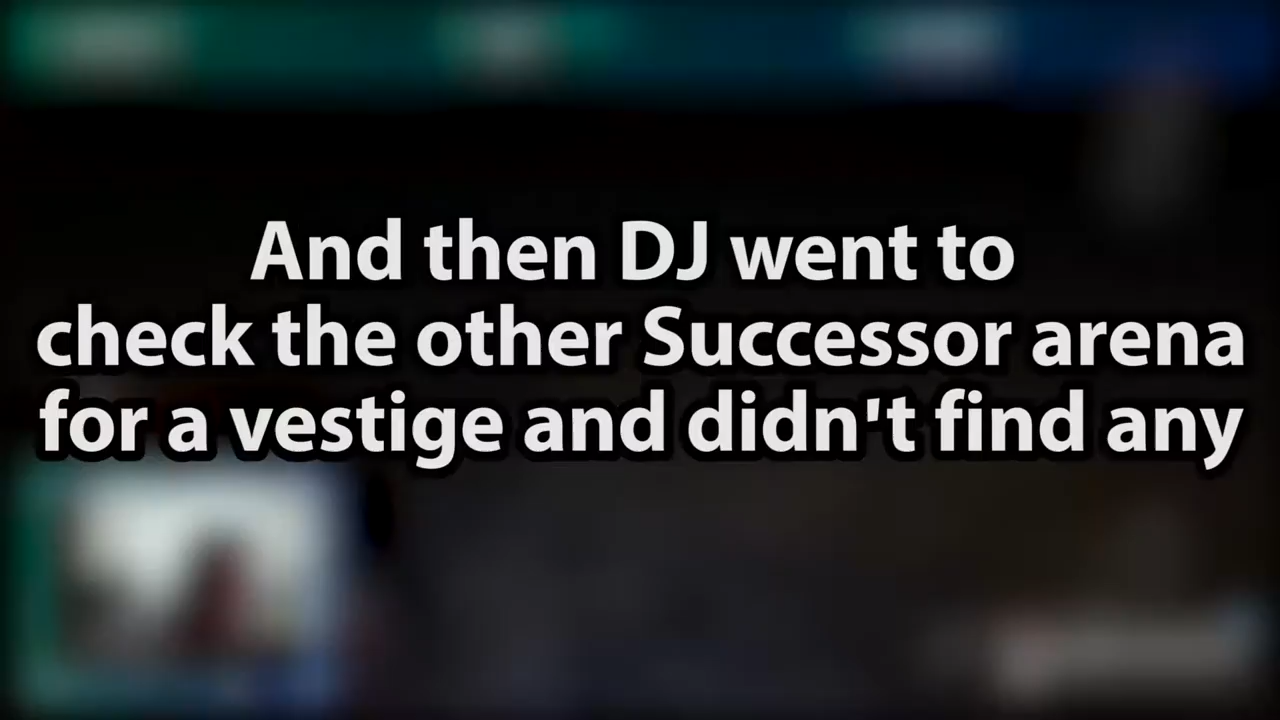 And then DJ went to
check the other Successor arena
for a vestige and didn't find any